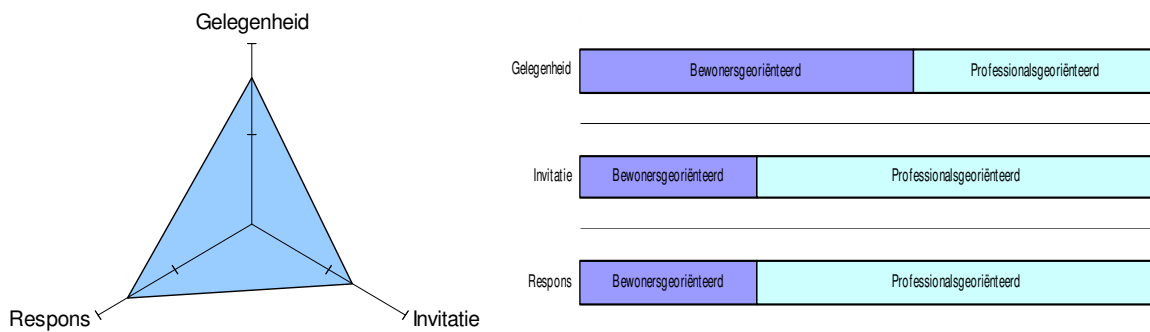 Gelegenheid
Respons
Invitatie
Gelegenheid
Bewonersgeoriënteerd
Professionalsgeoriënteerd
Invitatie
Bewonersgeoriënteerd
Professionalsgeoriënteerd
Respons
Bewonersgeoriënteerd
Professionalsgeoriënteerd